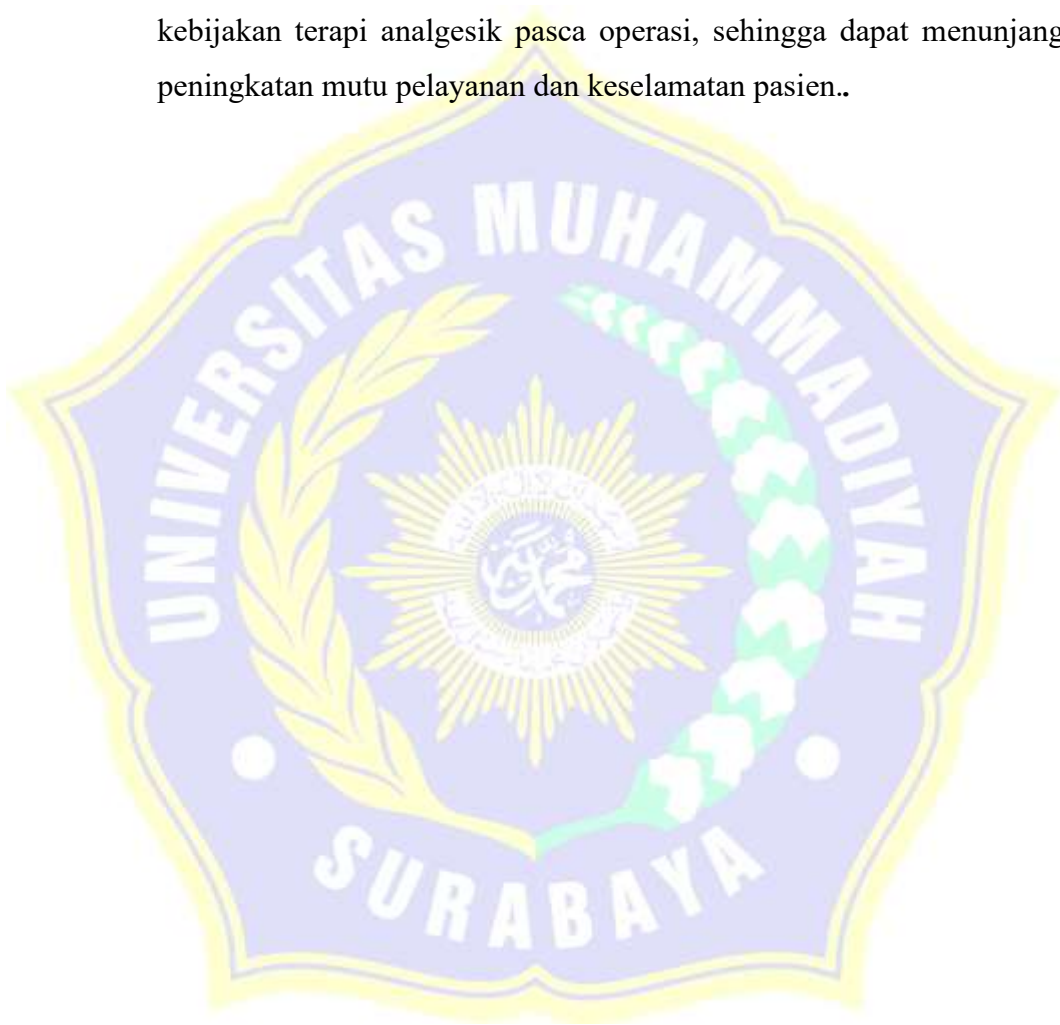 kebijakan terapi analgesik pasca operasi, sehingga dapat menunjang
peningkatan mutu pelayanan dan keselamatan pasien..
UNIVERSITAS MUHAMMADIYAH
SURABAYA